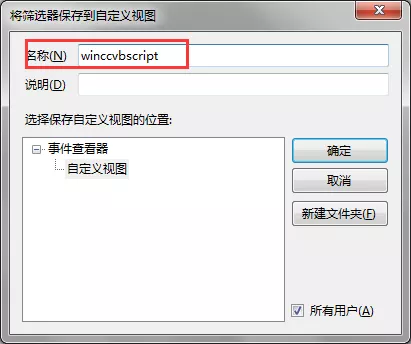 将筛选器保存到自定义视图
名称(N) winccvbscript
说明(D)
选择保存自定义视图的位置:
事件查看器
自定义视图
确定
取消
新建文件夹(F)
所有用户(A)